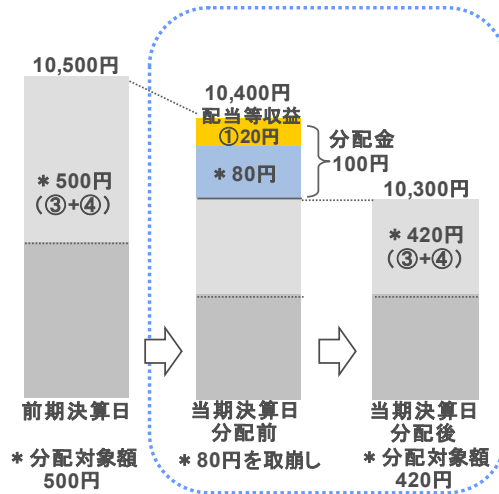 10,500円
＊500円
（③+④）
前期決算日
＊分配対象額
500円
10,400円
配当等収益
①20円
＊80円
分配金
100円
当期決算日
分配前
＊80円を取崩し
10,300円
＊420円
（③+④）
当期決算日
分配後
＊分配対象額
420円